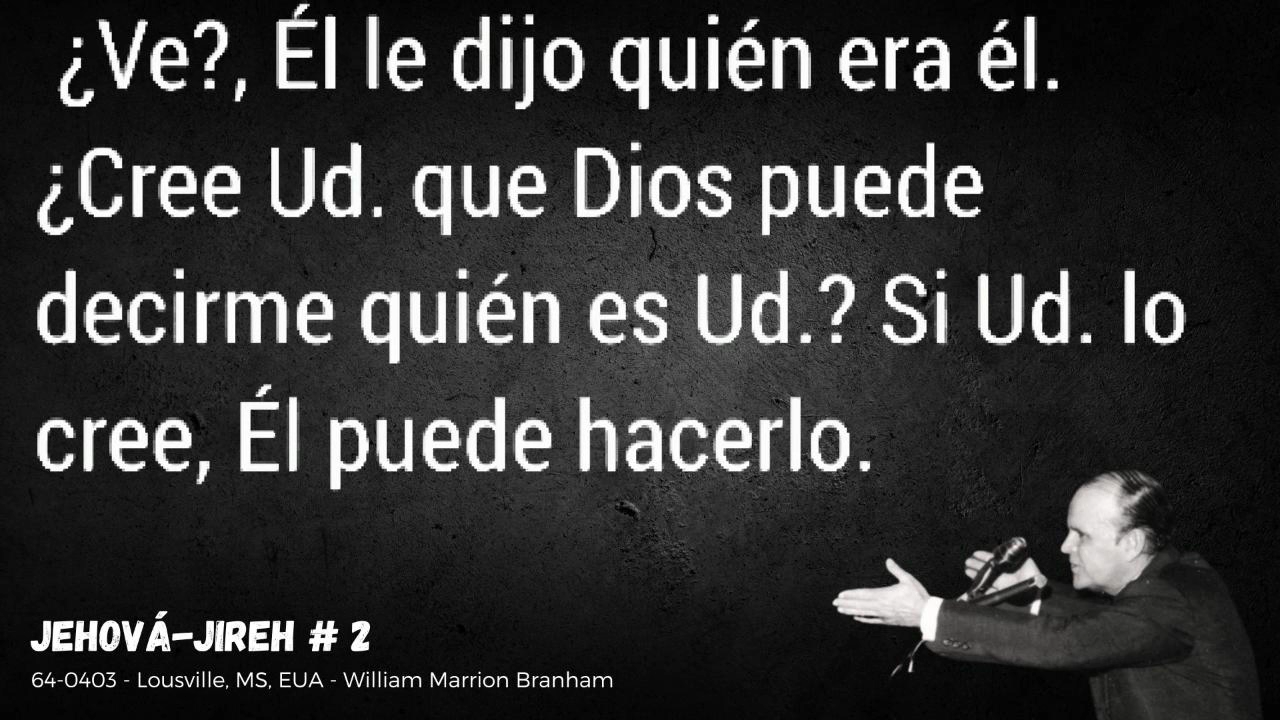 ¿Ve?, Él le dijo quién era él.
¿Cree Ud. que Dios puede
decirme quién es Ud.? Si Ud. lo
cree, Él puede hacerlo.
JEHOVÁ-JIREH # 2
64-0403 - Lousville, MS, EUA - William Marrion Branham